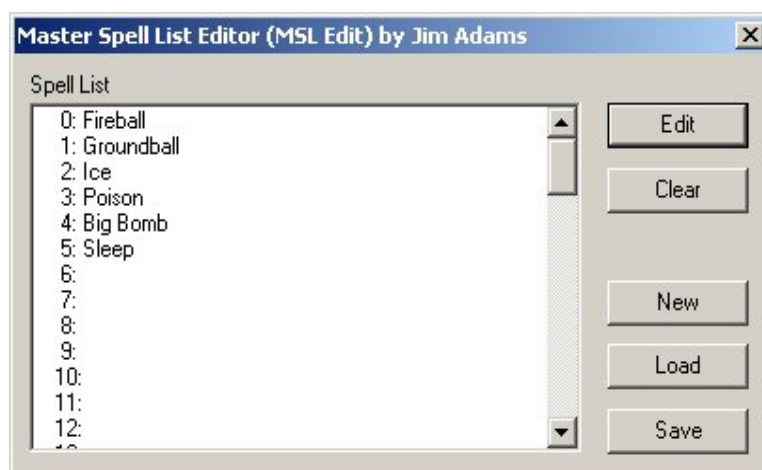 Master Spell List Editor (MSL Edit) by Jim Adams
Spell List
0: Fireball
1: Groundball
2: Ice
3: Poison
4: Big Bomb
5: Sleep
6:
7:
8:
9:
10:
11:
12:
Edit
Clear
New
Load
Save